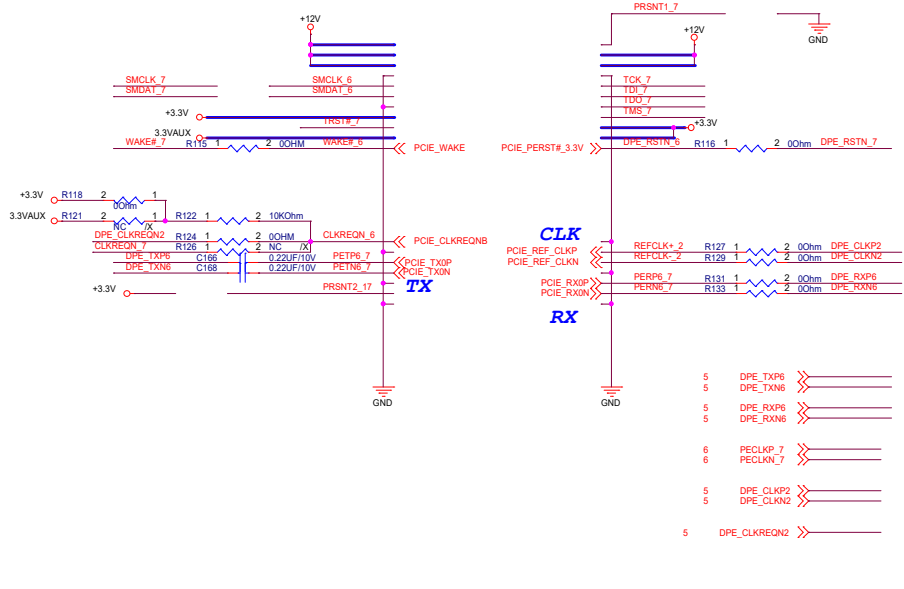 PRSNT1_7
+12V
+12V
GND
SMCLK_7 SMCLK_6 TCK_7
SMDAT_7 SMDAT_6 TDI_7
TDO_7
+3.3V TMS_7
TRST#_7 +3.3V
3.3VAUX
WAKE#_7 R115 1 2 0OHM WAKE#_6 PCIE_WAKE PCIE_PERST#_3.3V DPE_RSTN_6 R116 1 2 0Ohm DPE_RSTN_7
+3.3V R118 2 1
0Ohm
3.3VAUX R121 2 1 R122 1 2 10KOhm
NC /X
DPE_CLKREQN2 R124 1 2 0OHM CLKREQN_6 PCIE_CLKREQNB CLK
CLKREQN_7 R126 1 2 NC /X PCIE_REF_CLKP REFCLK+_2 R127 1 2 0Ohm DPE_CLKP2
DPE_TXP6 C166 0.22UF/10V PETP6_7 PCIE_TX0P PCIE_REF_CLKN REFCLK-_2 R129 1 2 0Ohm DPE_CLKN2
DPE_TXN6 C168 0.22UF/10V PETN6_7 PCIE_TX0N
TX PCIE_RX0P PERP6_7 R131 1 2 0Ohm DPE_RXP6
+3.3V PRSNT2_17 PCIE_RX0N PERN6_7 R133 1 2 0Ohm DPE_RXN6
RX
GND GND
5 DPE_TXP6
5 DPE_TXN6
5 DPE_RXP6
5 DPE_RXN6
6 PECLKP_7
6 PECLKN_7
5 DPE_CLKP2
5 DPE_CLKN2
5 DPE_CLKREQN2